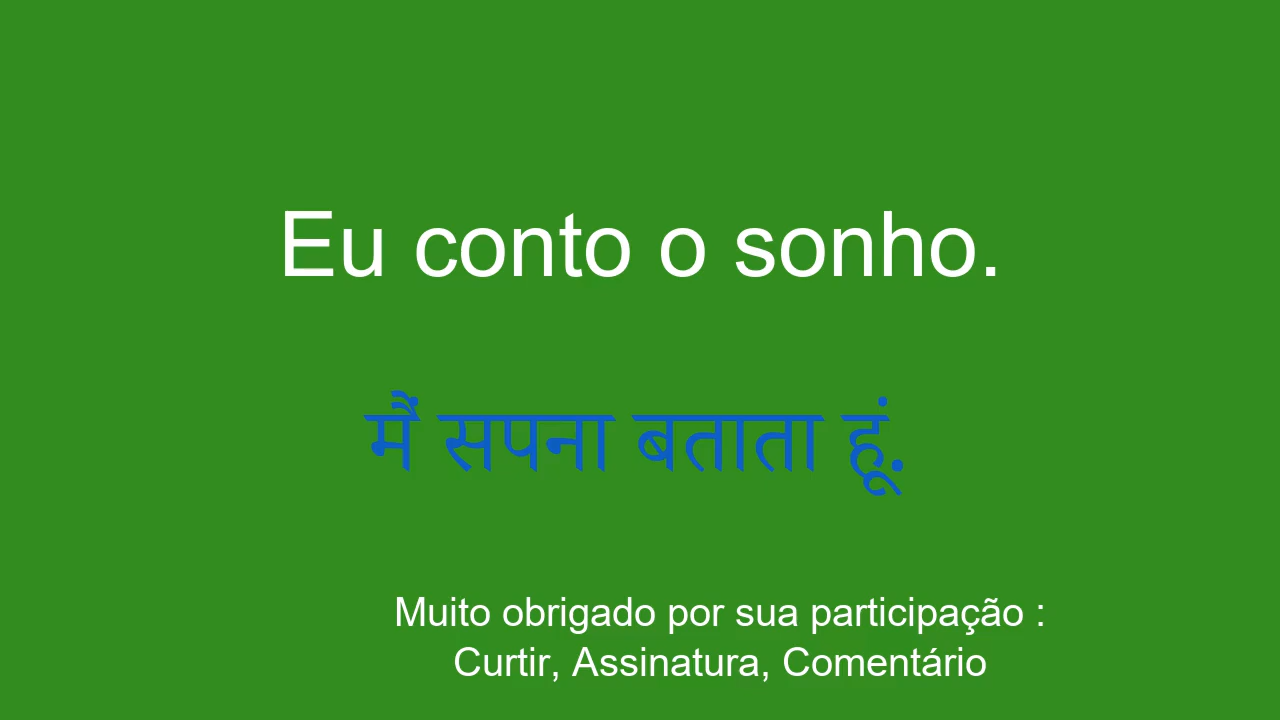 Eu conto o sonho.
मैं सपना बताता हूं.
Muito obrigado por sua participação :
Curtir, Assinatura, Comentário